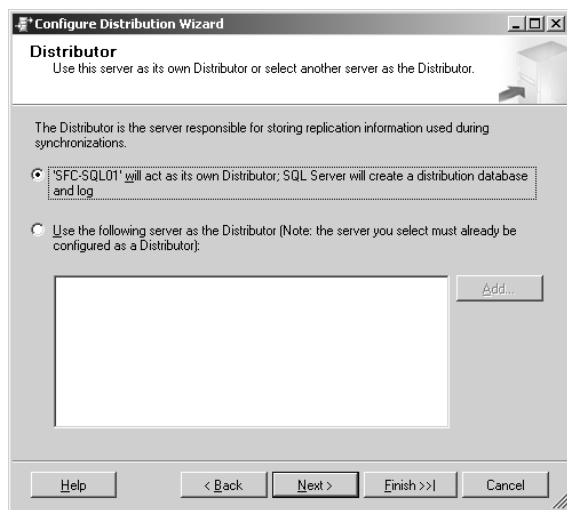 Configure Distribution Wizard
Distributor
Use this server as its own Distributor or select another server as the Distributor.
The Distributor is the server responsible for storing replication information used during
synchronizations.
'SFC-SQL01' will act as its own Distributor; SQL Server will create a distribution database
and log
Use the following server as the Distributor (Note: the server you select must already be
configured as a Distributor):
Add...
Help
< Back
Next >
Finish >>|
Cancel